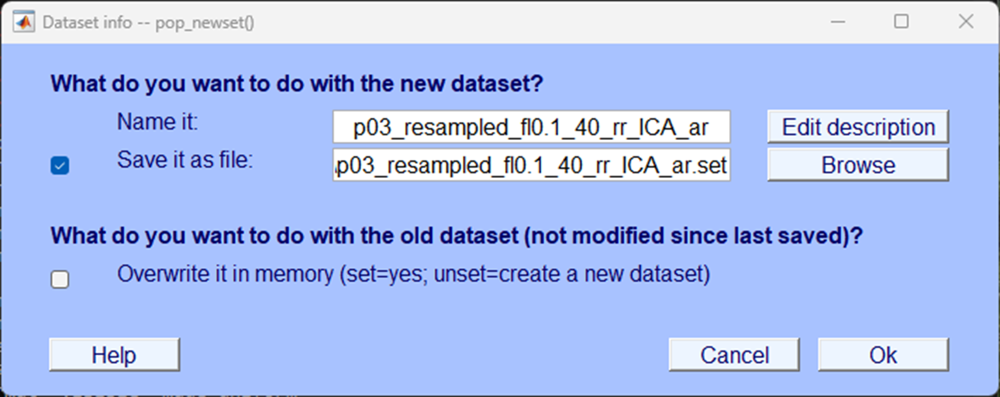 Dataset info -- pop_newset()
What do you want to do with the new dataset?
Name it: p03_resampled_fl0.1_40_rr_ICA_ar Edit description
Save it as file: \p03_resampled_fl0.1_40_rr_ICA_ar.set Browse
What do you want to do with the old dataset (not modified since last saved)?
Overwrite it in memory (set=yes; unset=create a new dataset)
Help Cancel Ok